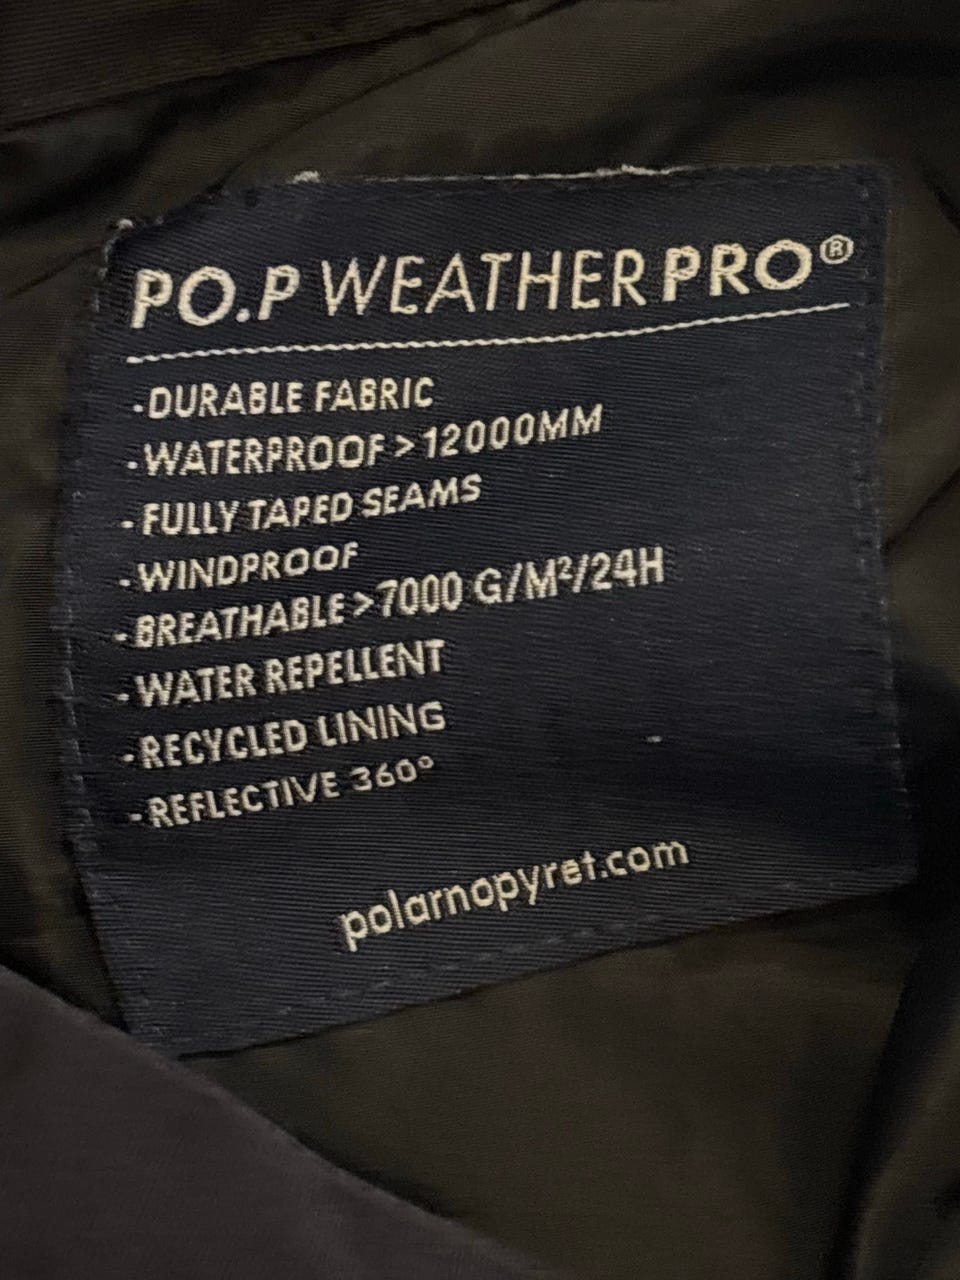 PO.P WEATHERPRO®
-DURABLE FABRIC
-WATERPROOF>12000MM
-FULLY TAPED SEAMS
-WINDPROOF
-BREATHABLE>7000 G/M²/24H
-WATER REPELLENT
-RECYCLED LINING
-REFLECTIVE 360°
polarnopyret.com